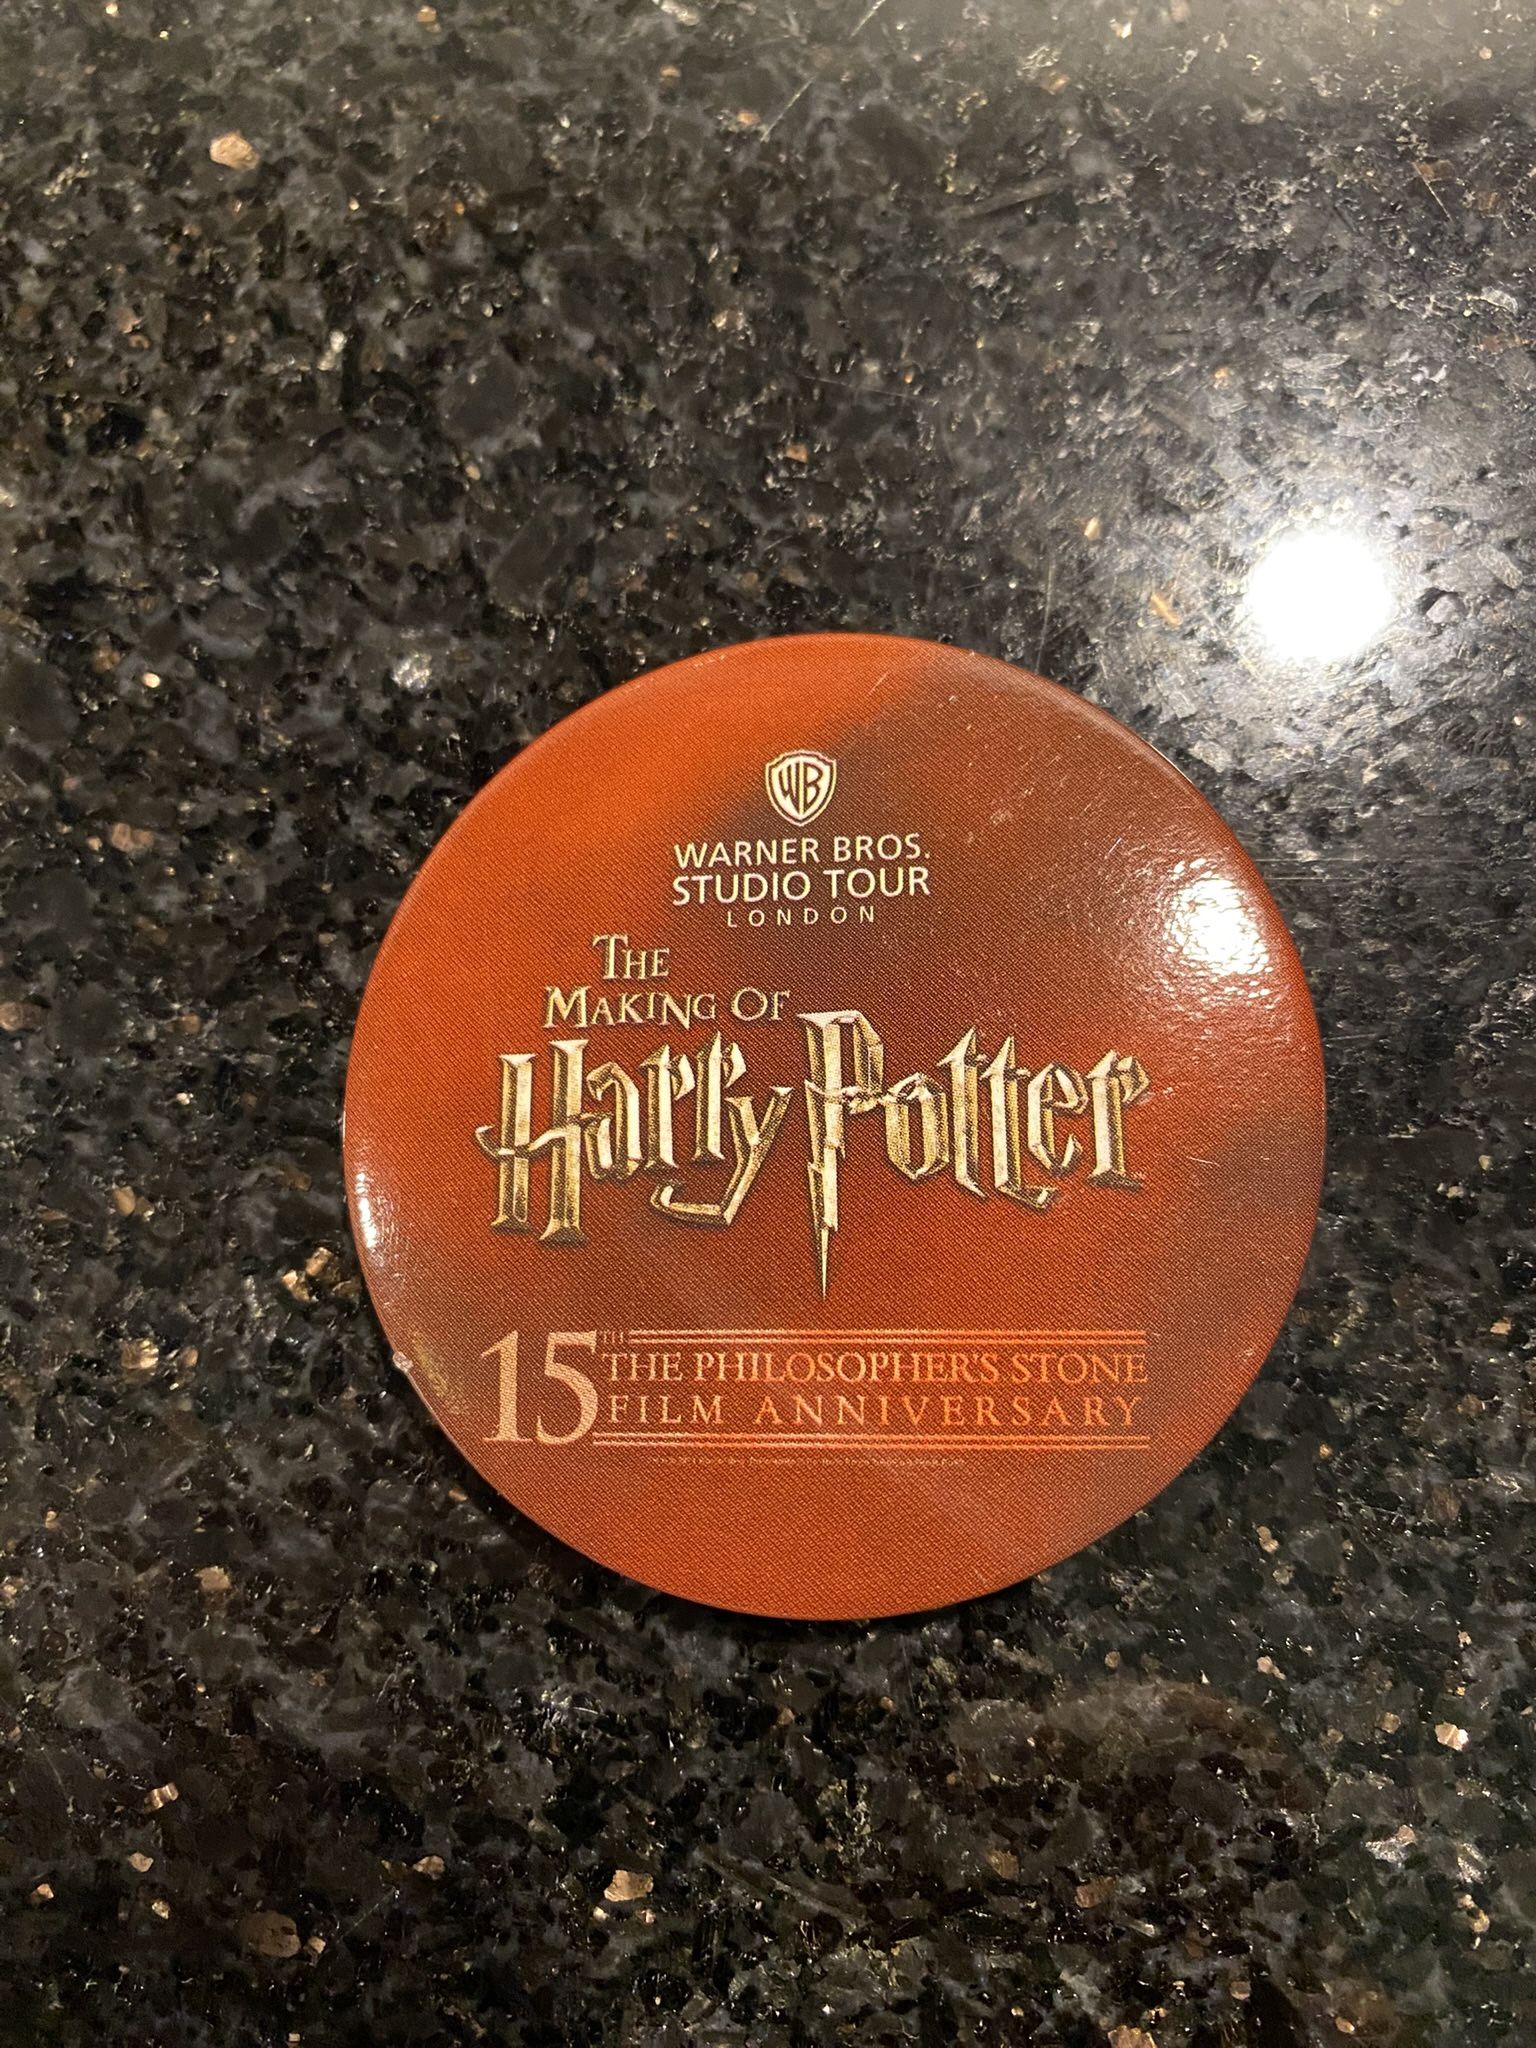 WB
WARNER BROS.
STUDIO TOUR
LONDON
THE
MAKING OF
Harry Potter
15TH THE PHILOSOPHER'S STONE
FILM ANNIVERSARY